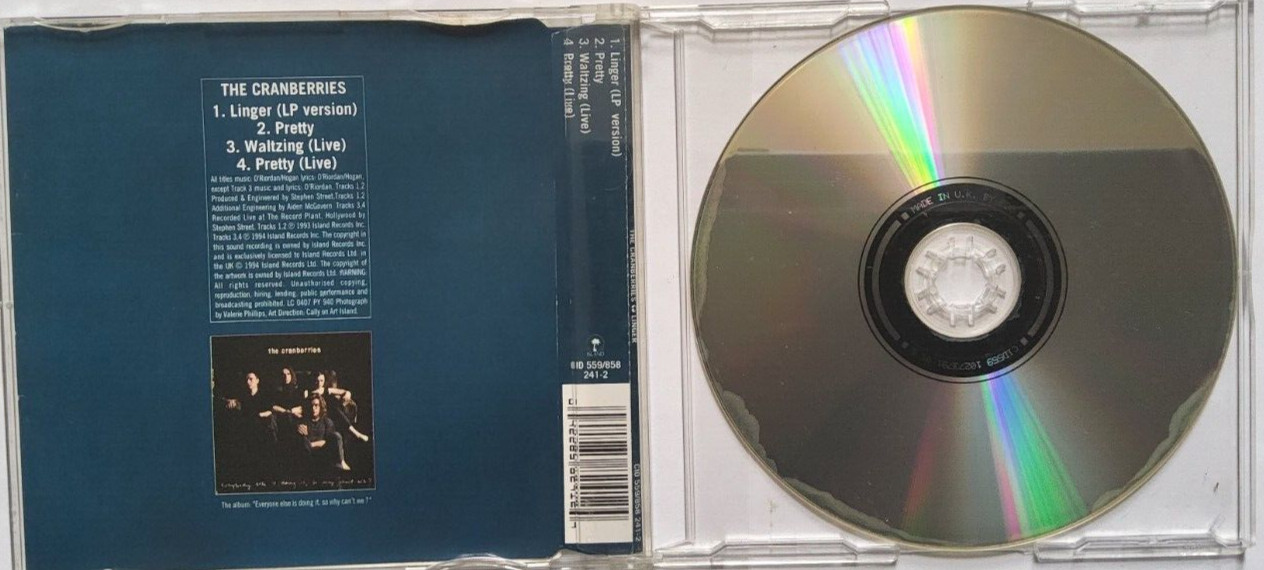 THE CRANBERRIES
1. Linger (LP version)
2. Pretty
3. Waltzing (Live)
4. Pretty (Live)
All titles music: O'Riordan/Hogan, lyrics: O'Riordan/Hogan,
except Track 3 music and lyrics: O'Riordan. Tracks 1,2
Produced & Engineered by Stephen Street. Tracks 1,2
Additional Engineering by Aiden McGovern. Tracks 3,4
Recorded Live at The Record Plant, Hollywood by
Stephen Street. Tracks 1,2 ℗ 1993 Island Records Inc.
Tracks 3,4 ℗ 1994 Island Records Inc. The copyright in
this sound recording is owned by Island Records Inc.
and is exclusively licensed to Island Records Ltd. in
the UK © 1994 Island Records Ltd. The copyright of
the artwork is owned by Island Records Ltd. WARNING:
All rights reserved. Unauthorised copying,
reproduction, hiring, lending, public performance and
broadcasting prohibited. LC 0407 PY 940 Photograph
by Valerie Phillips, Art Direction: Cally on Art Island.
the cranberries
The album "Everyone else is doing it, so why can't we?"
1. Linger (LP version)
2. Pretty
3. Waltzing (Live)
4. Pretty (Live)
ISLAND
CID 559/858
241-2
THE CRANBERRIES LINGER
CID 559/858 241-2
MADE IN U.K. BY
CID559